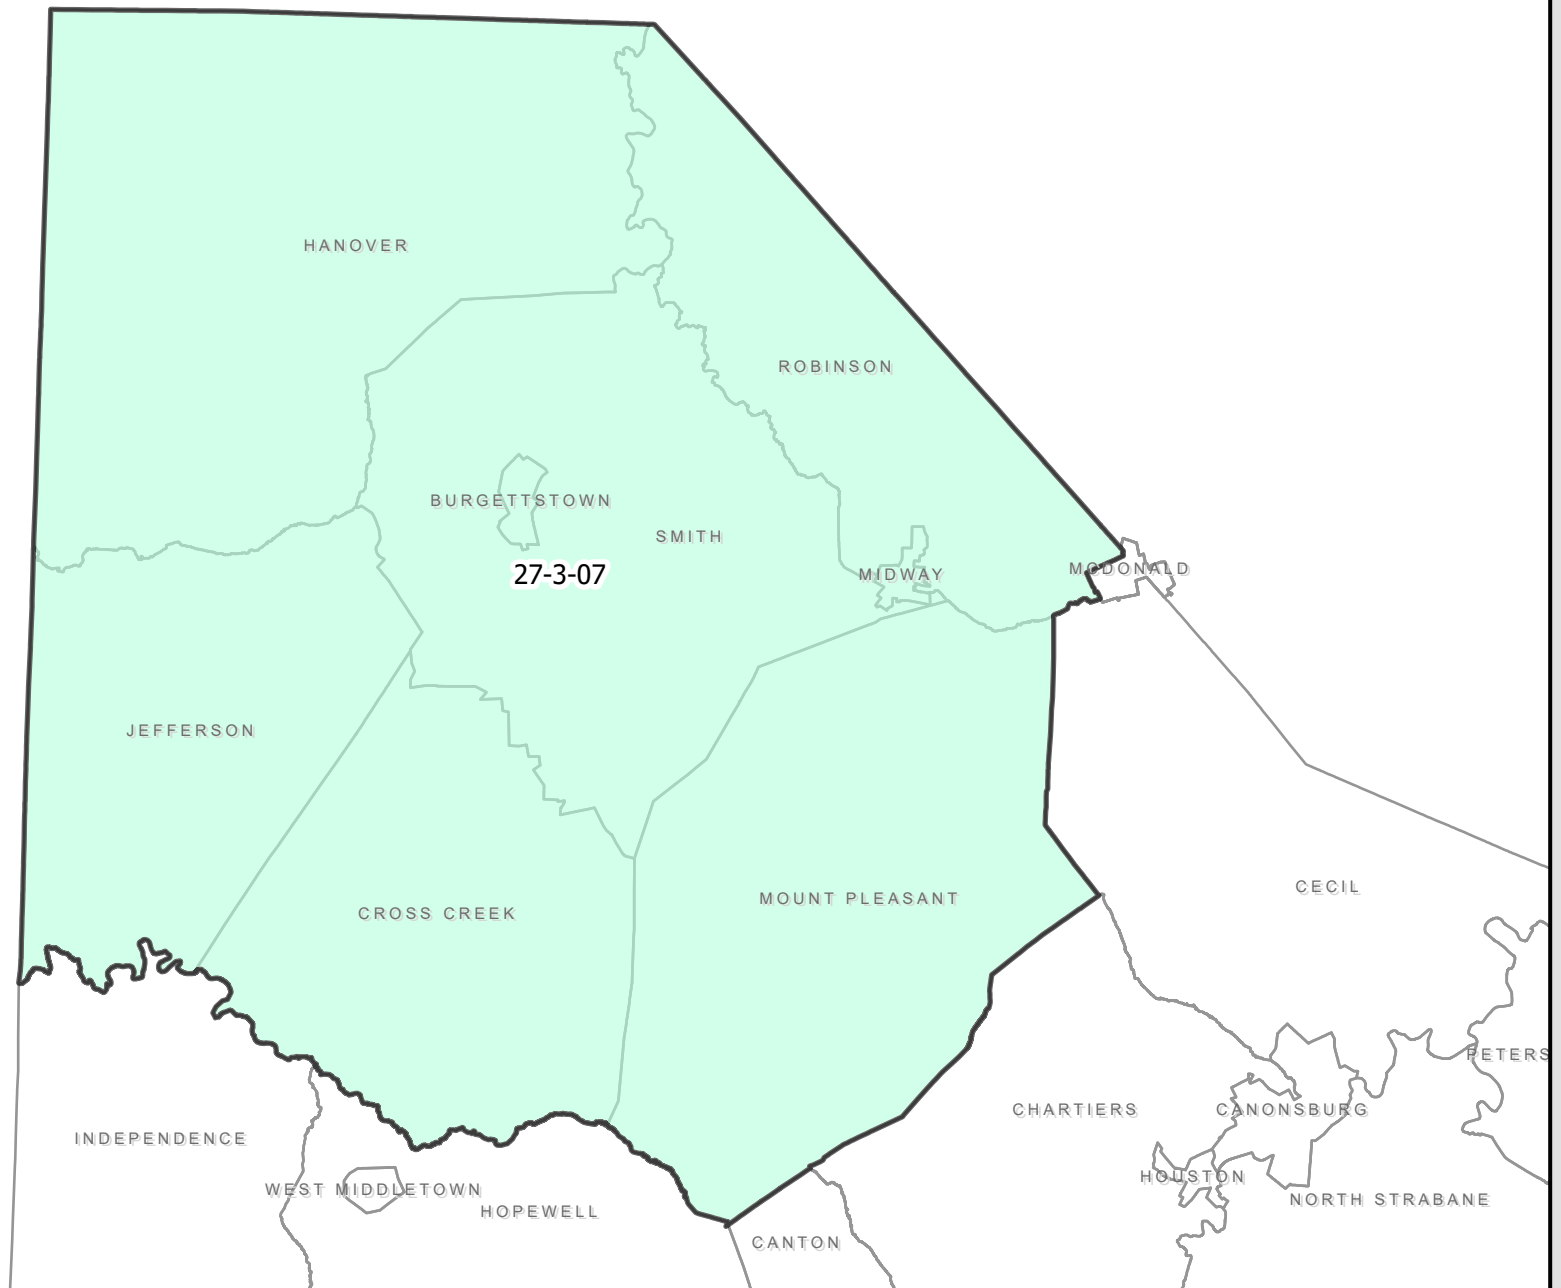 HANOVER
ROBINSON
BURGETTSTOWN
SMITH
27-3-07
MIDWAY
MCDONALD
JEFFERSON
CROSS CREEK
MOUNT PLEASANT
CECIL
PETERS
CHARTIERS
CANONSBURG
INDEPENDENCE
HOUSTON
WEST MIDDLETOWN
NORTH STRABANE
HOPEWELL
CANTON